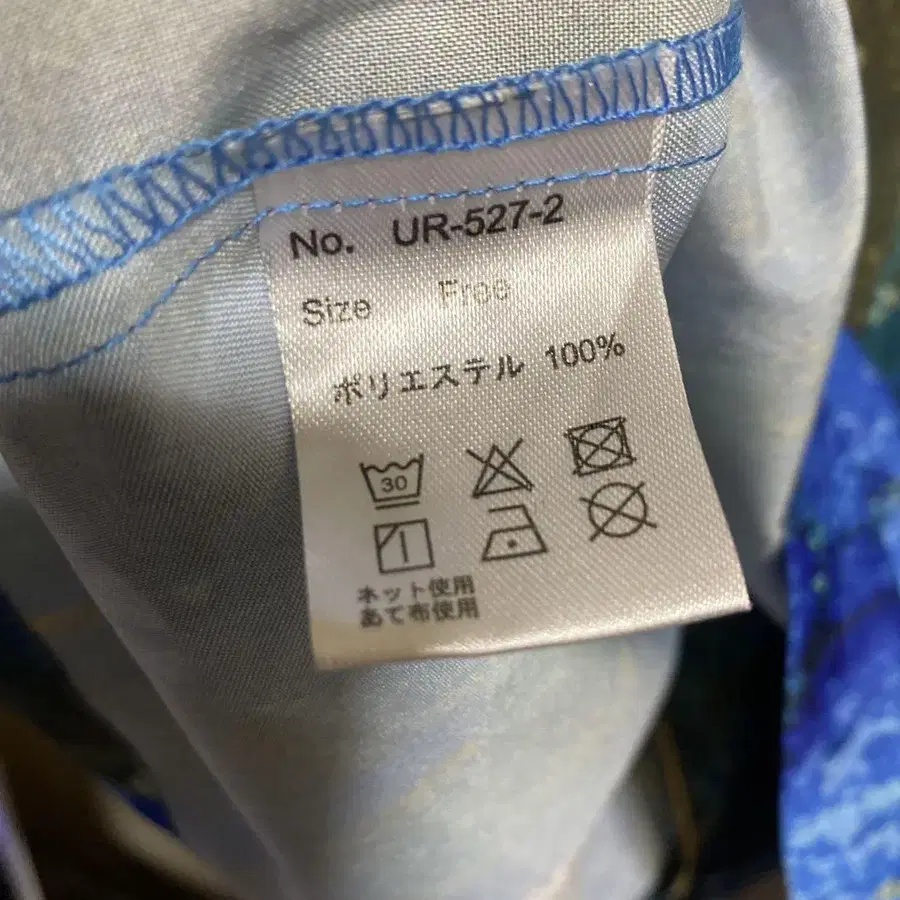 No. UR-527-2
Size Free
ポリエステル 100%
30
ネット使用
あて布使用